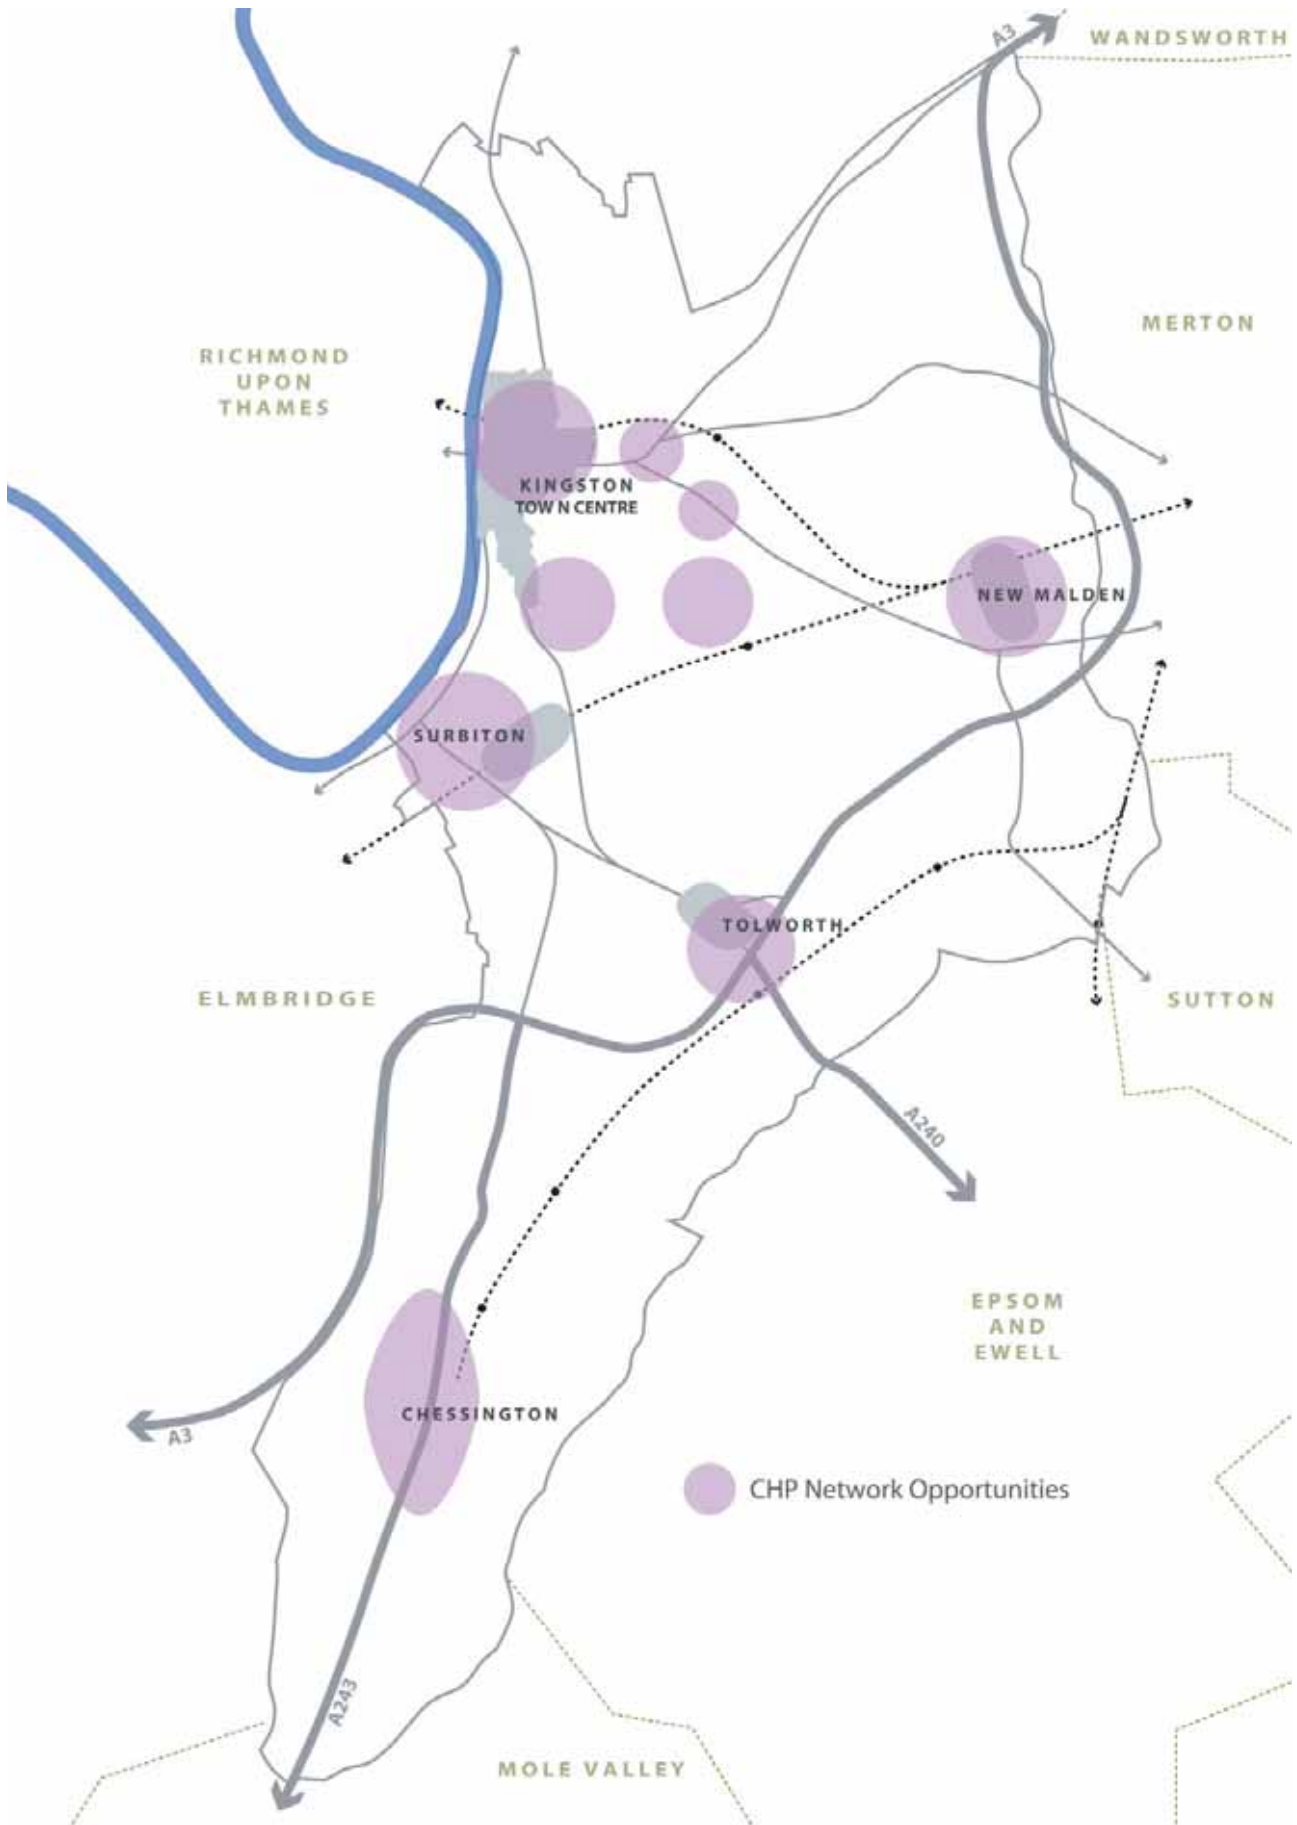 A3
WANDSWORTH
MERTON
RICHMOND
UPON
THAMES
KINGSTON
TOWN CENTRE
NEW MALDEN
SURBITON
TOLWORTH
ELMBRIDGE
SUTTON
A240
EPSOM
AND
EWELL
CHESSINGTON
A3
CHP Network Opportunities
A243
MOLE VALLEY